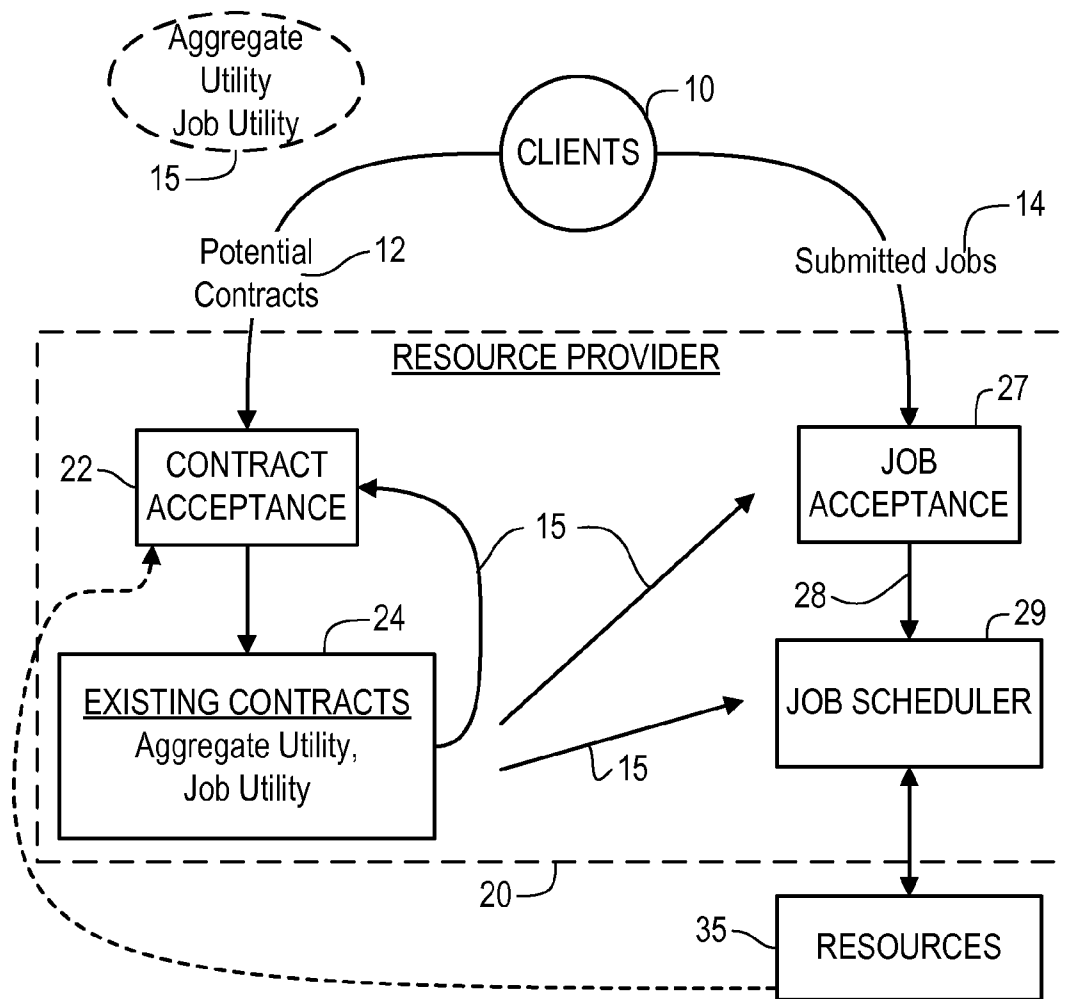 Aggregate
Utility
Job Utility
15
10
CLIENTS
Potential
Contracts
12
14
Submitted Jobs
RESOURCE PROVIDER
22
CONTRACT
ACCEPTANCE
27
JOB
ACCEPTANCE
15
28
24
29
EXISTING CONTRACTS
Aggregate Utility,
Job Utility
JOB SCHEDULER
15
20
35
RESOURCES